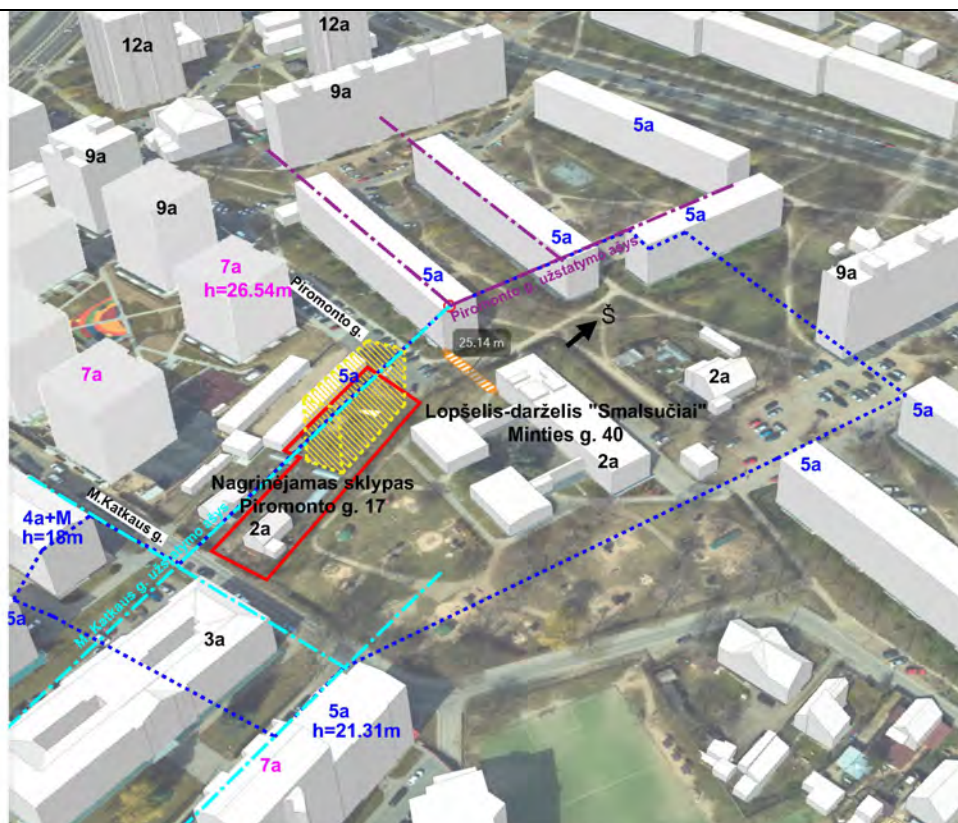 12a
12a
9a
5a
9a
9a
5a
5a
7a
h=26.54m
5a
Piromonto g. užstatymo ašys
9a
Piromonto g.
25.14 m
Š
5a
2a
Lopšelis-darželis "Smalsučiai"
Minties g. 40
7a
5a
5a
2a
Nagrinėjamas sklypas
Piromonto g. 17
M.Katkaus g.
4a+M
h=18m
2a
M. Katkaus g. užstatymo ašys
5a
3a
5a
h=21.31m
7a